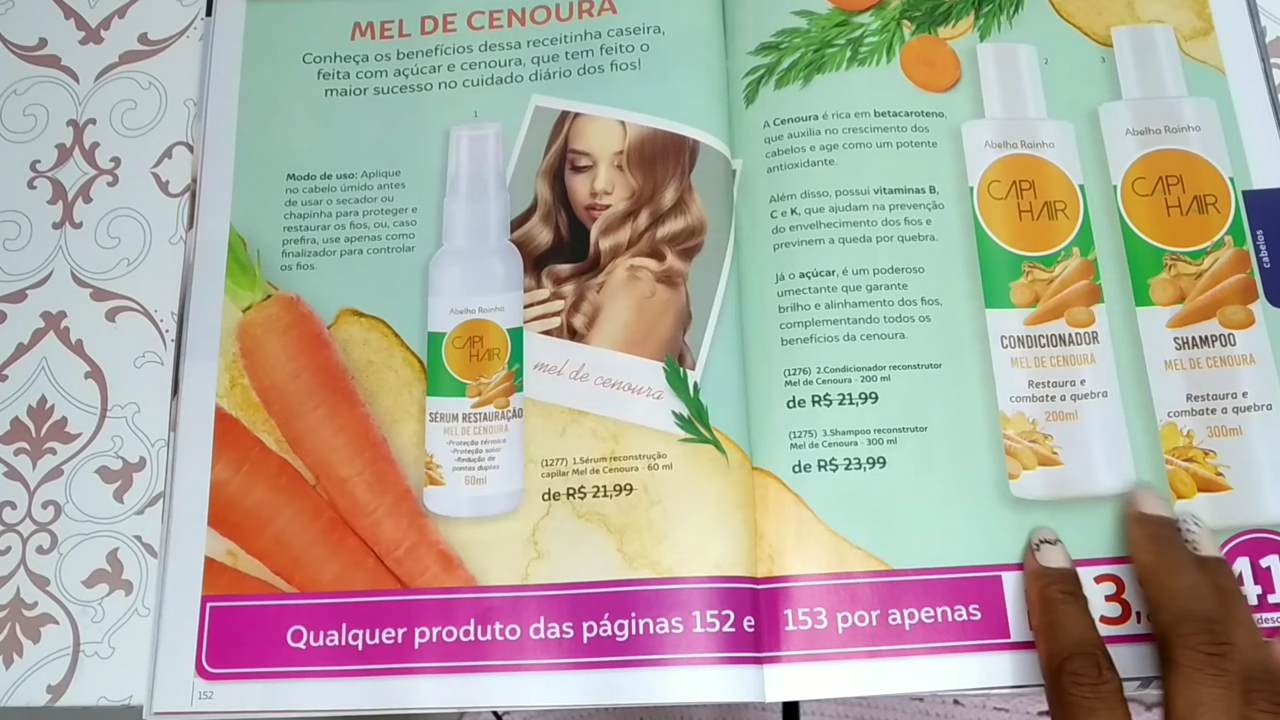 MEL DE CENOURA
Conheça os benefícios dessa receitinha caseira,
feita com açúcar e cenoura, que tem feito o
maior sucesso no cuidado diário dos fios!
1
Modo de uso: Aplique
no cabelo úmido antes
de usar o secador ou
chapinha para proteger e
restaurar os fios, ou, caso
prefira, use apenas como
finalizador para controlar
os fios.
Abelha Rainha
CAPI
HAIR
SÉRUM RESTAURAÇÃO
MEL DE CENOURA
•Proteção térmica
•Proteção solar
•Redução de
pontas duplas
60ml
mel de cenoura
(1277) 1.Sérum reconstrução
capilar Mel de Cenoura - 60 ml
de R$ 21,99
A Cenoura é rica em betacaroteno,
que auxilia no crescimento dos
cabelos e age como um potente
antioxidante.
Além disso, possui vitaminas B,
C e K, que ajudam na prevenção
do envelhecimento dos fios e
previnem a queda por quebra.
Já o açúcar, é um poderoso
umectante que garante
brilho e alinhamento dos fios,
complementando todos os
benefícios da cenoura.
(1276) 2.Condicionador reconstrutor
Mel de Cenoura - 200 ml
de R$ 21,99
(1275) 3.Shampoo reconstrutor
Mel de Cenoura - 300 ml
de R$ 23,99
2
Abelha Rainha
CAPI
HAIR
CONDICIONADOR
MEL DE CENOURA
Restaura e
combate a quebra
200ml
3
Abelha Rainha
CAPI
HAIR
SHAMPOO
MEL DE CENOURA
Restaura e
combate a quebra
300ml
cabelos
Qualquer produto das páginas 152 e 153 por apenas
3,
41
desc
152